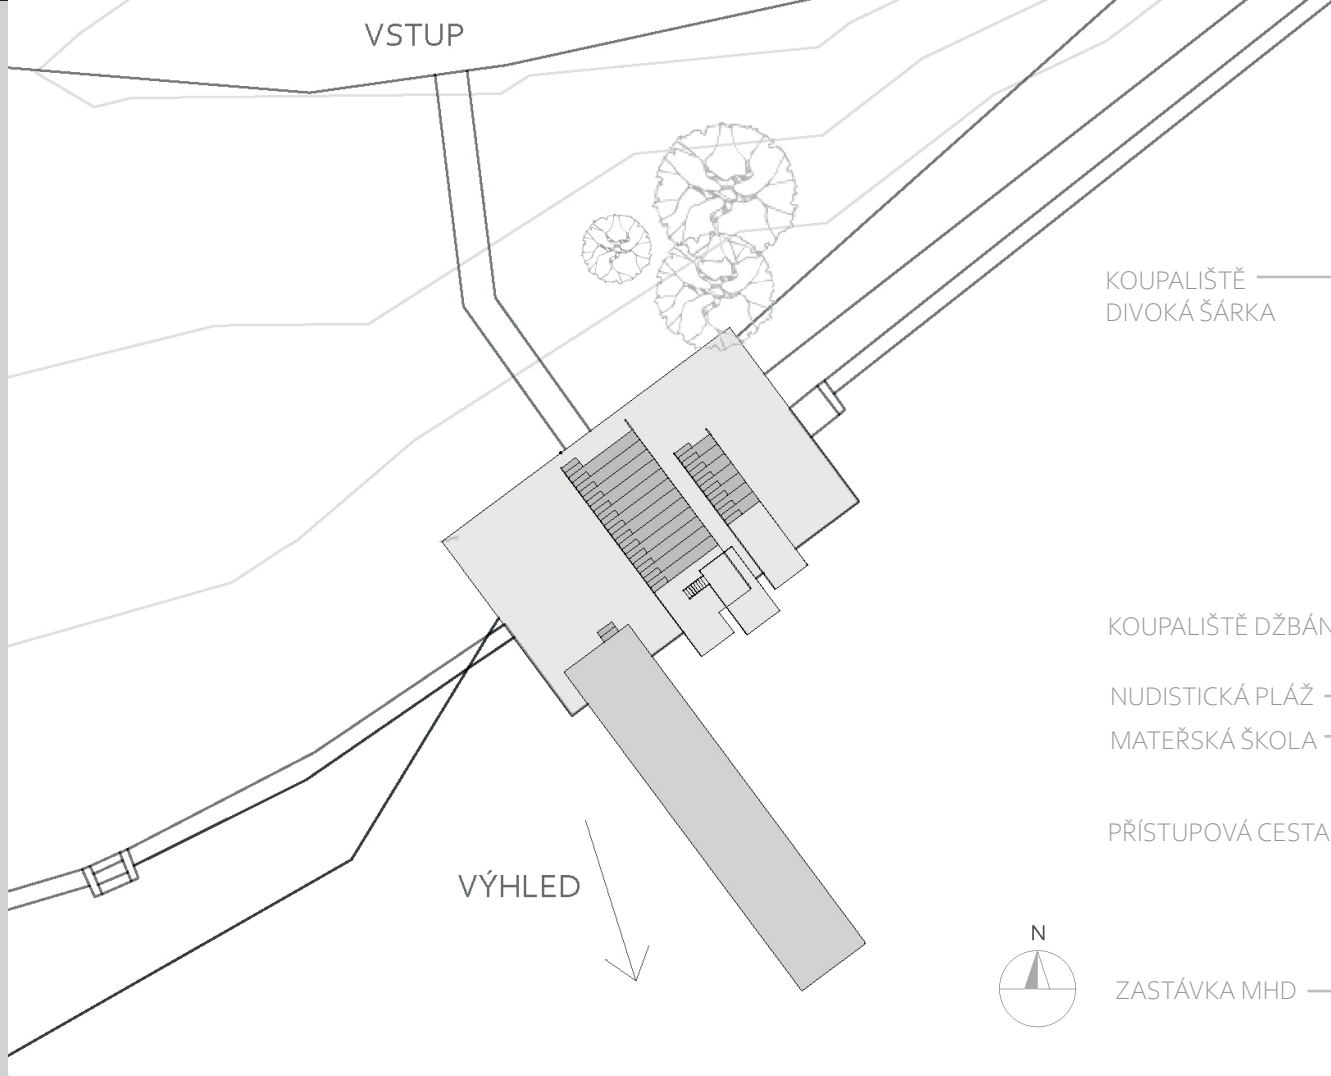 VSTUP
KOUPALIŠTĚ
DIVOKÁ ŠÁRKA
KOUPALIŠTĚ DŽBÁN
NUDISTICKÁ PLÁŽ
MATEŘSKÁ ŠKOLA
PŘÍSTUPOVÁ CESTA
VÝHLED
N
ZASTÁVKA MHD